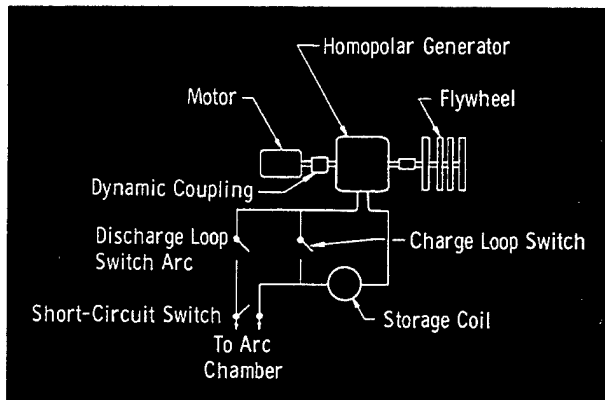 Homopolar Generator
Motor
Flywheel
Dynamic Coupling
Discharge Loop
Switch Arc
Charge Loop Switch
Short-Circuit Switch
Storage Coil
To Arc
Chamber